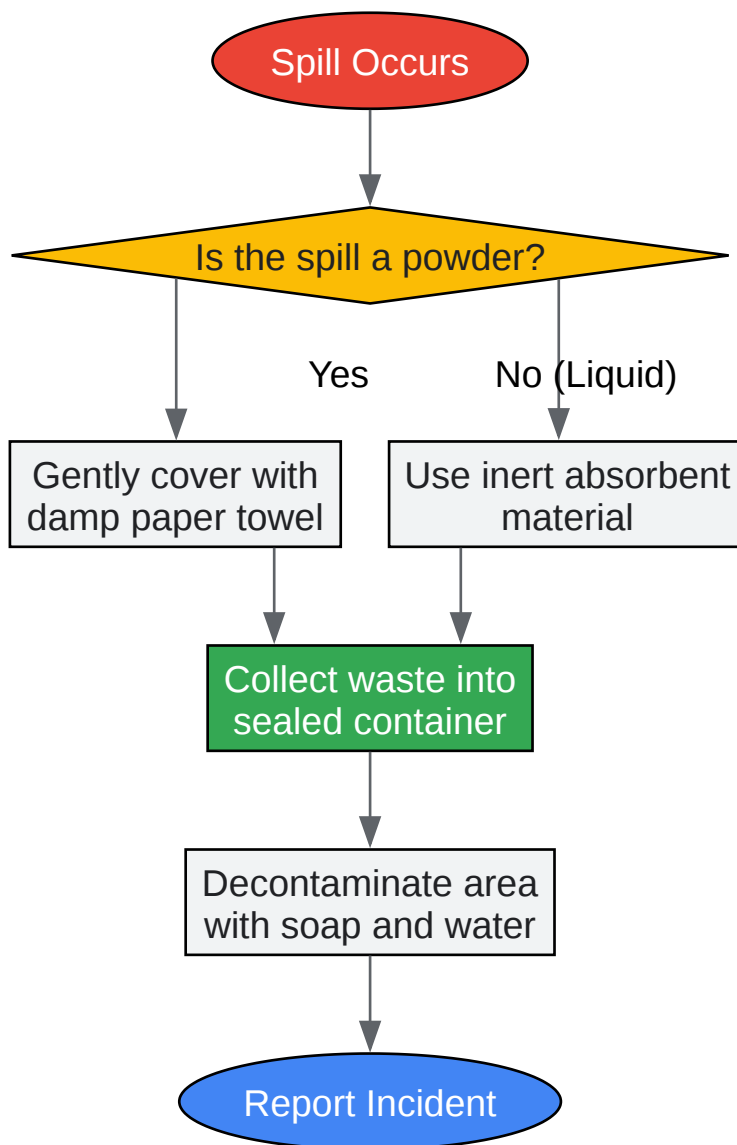 Spill Occurs
Is the spill a powder?
Yes
No (Liquid)
Gently cover with
damp paper towel
Use inert absorbent
material
Collect waste into
sealed container
Decontaminate area
with soap and water
Report Incident